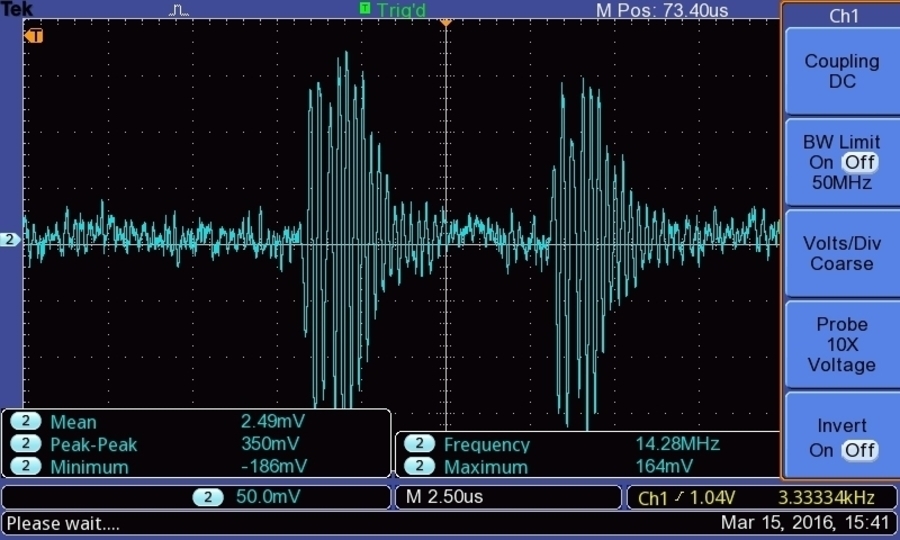 Tek
Trig'd
M Pos: 73.40us
Ch1
T
Coupling
DC
BW Limit
On Off
50MHz
2
Volts/Div
Coarse
Probe
10X
Voltage
Invert
On Off
2 Mean 2.49mV
2 Peak-Peak 350mV
2 Minimum -186mV
2 Frequency 14.28MHz
2 Maximum 164mV
2 50.0mV
M 2.50us
Ch1 1.04V 3.33334kHz
Please wait....
Mar 15, 2016, 15:41